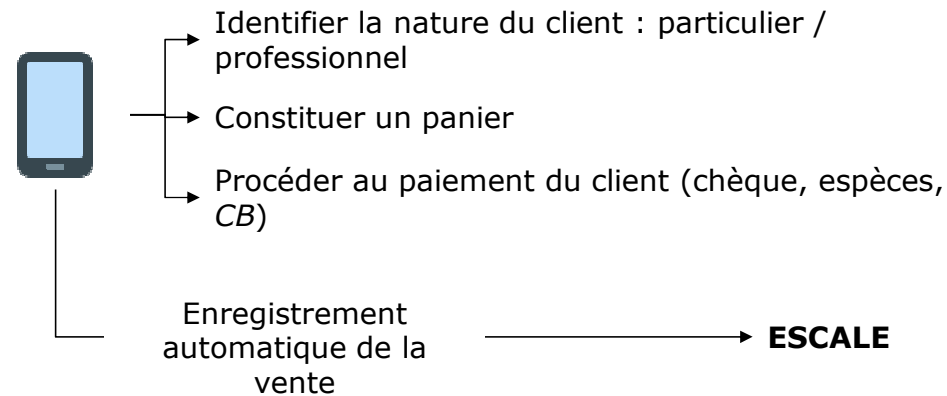 Identifier la nature du client : particulier /
professionnel
Constituer un panier
Procéder au paiement du client (chèque, espèces,
CB)
Enregistrement
automatique de la
vente
ESCALE